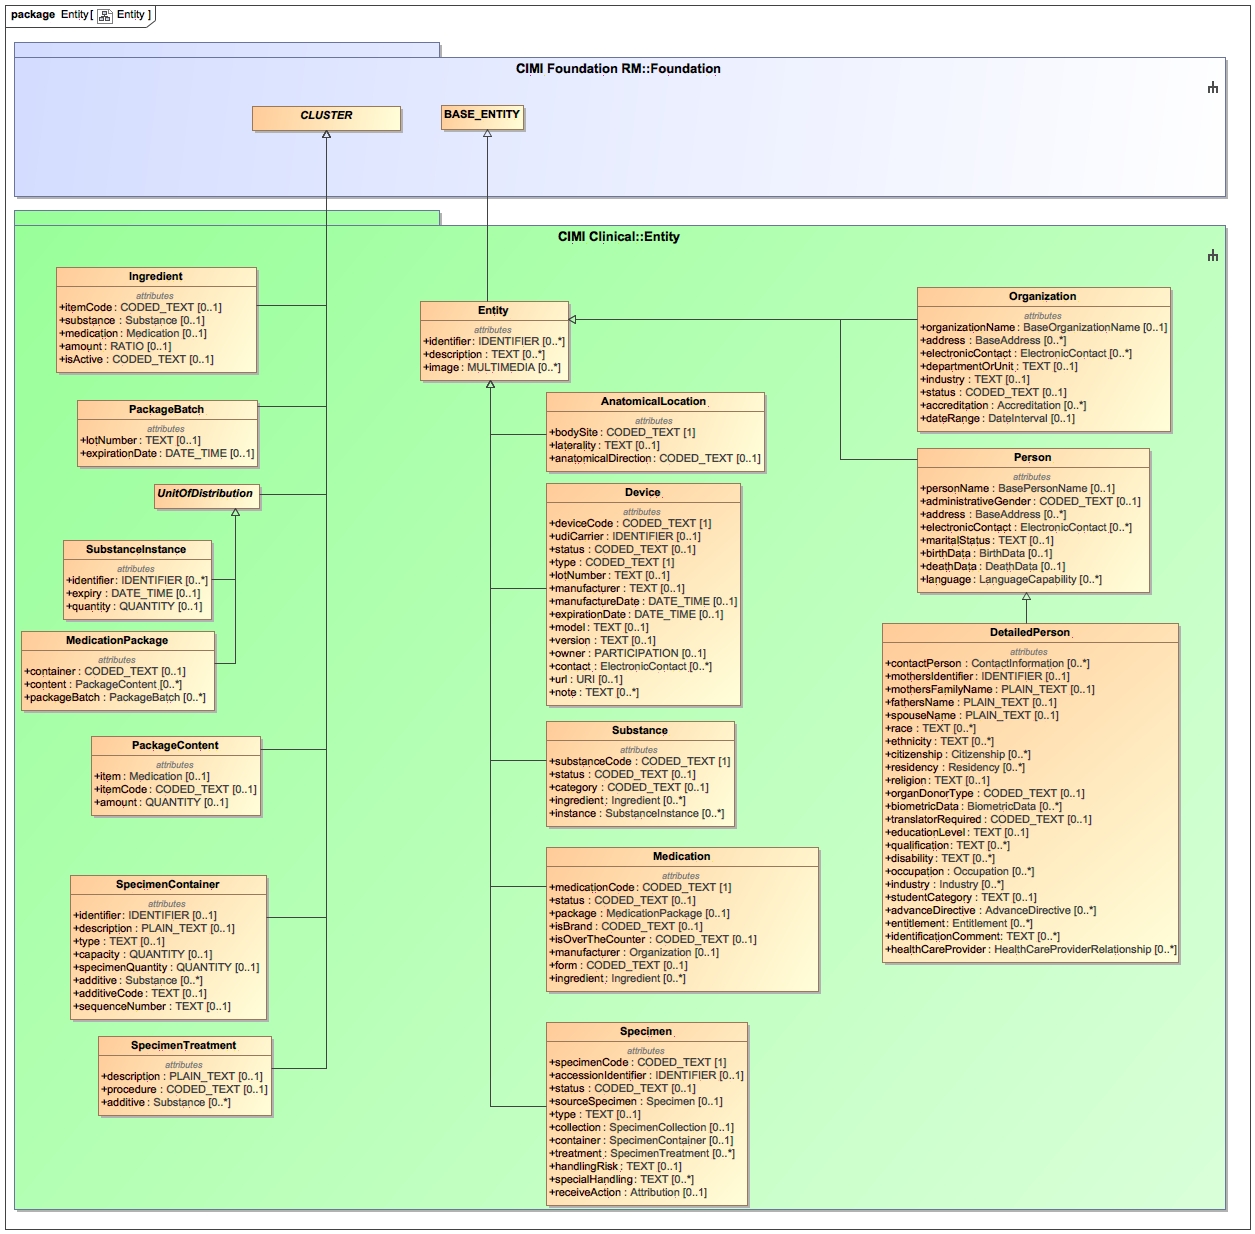 package Entity[ Entity ]
CIMI Foundation RM::Foundation
CLUSTER
BASE_ENTITY
CIMI Clinical::Entity
Ingredient
attributes
+itemCode : CODED_TEXT [0..1]
+substance : Substance [0..1]
+medication : Medication [0..1]
+amount : RATIO [0..1]
+isActive : CODED_TEXT [0..1]
PackageBatch
attributes
+lotNumber : TEXT [0..1]
+expirationDate : DATE_TIME [0..1]
UnitOfDistribution
SubstanceInstance
attributes
+identifier : IDENTIFIER [0..*]
+expiry : DATE_TIME [0..1]
+quantity : QUANTITY [0..1]
MedicationPackage
attributes
+container : CODED_TEXT [0..1]
+content : PackageContent [0..*]
+packageBatch : PackageBatch [0..*]
PackageContent
attributes
+item : Medication [0..1]
+itemCode : CODED_TEXT [0..1]
+amount : QUANTITY [0..1]
SpecimenContainer
attributes
+identifier : IDENTIFIER [0..1]
+description : PLAIN_TEXT [0..1]
+type : TEXT [0..1]
+capacity : QUANTITY [0..1]
+specimenQuantity : QUANTITY [0..1]
+additive : Substance [0..*]
+additiveCode : TEXT [0..1]
+sequenceNumber : TEXT [0..1]
SpecimenTreatment
attributes
+description : PLAIN_TEXT [0..1]
+procedure : CODED_TEXT [0..1]
+additive : Substance [0..*]
Entity
attributes
+identifier : IDENTIFIER [0..*]
+description : TEXT [0..*]
+image : MULTIMEDIA [0..*]
AnatomicalLocation
attributes
+bodySite : CODED_TEXT [1]
+laterality : TEXT [0..1]
+anatomicalDirection : CODED_TEXT [0..1]
Device
attributes
+deviceCode : CODED_TEXT [1]
+udiCarrier : IDENTIFIER [0..1]
+status : CODED_TEXT [0..1]
+type : CODED_TEXT [1]
+lotNumber : TEXT [0..1]
+manufacturer : TEXT [0..1]
+manufactureDate : DATE_TIME [0..1]
+expirationDate : DATE_TIME [0..1]
+model : TEXT [0..1]
+version : TEXT [0..1]
+owner : PARTICIPATION [0..1]
+contact : ElectronicContact [0..*]
+url : URI [0..1]
+note : TEXT [0..*]
Substance
attributes
+substanceCode : CODED_TEXT [1]
+status : CODED_TEXT [0..1]
+category : CODED_TEXT [0..1]
+ingredient : Ingredient [0..*]
+instance : SubstanceInstance [0..*]
Medication
attributes
+medicationCode : CODED_TEXT [1]
+status : CODED_TEXT [0..1]
+package : MedicationPackage [0..1]
+isBrand : CODED_TEXT [0..1]
+isOverTheCounter : CODED_TEXT [0..1]
+manufacturer : Organization [0..1]
+form : CODED_TEXT [0..1]
+ingredient : Ingredient [0..*]
Specimen
attributes
+specimenCode : CODED_TEXT [1]
+accessionIdentifier : IDENTIFIER [0..1]
+status : CODED_TEXT [0..1]
+sourceSpecimen : Specimen [0..1]
+type : TEXT [0..1]
+collection : SpecimenCollection [0..1]
+container : SpecimenContainer [0..1]
+treatment : SpecimenTreatment [0..*]
+handlingRisk : TEXT [0..1]
+specialHandling : TEXT [0..*]
+receiveAction : Attribution [0..1]
Organization
attributes
+organizationName : BaseOrganizationName [0..1]
+address : BaseAddress [0..*]
+electronicContact : ElectronicContact [0..*]
+departmentOrUnit : TEXT [0..1]
+industry : TEXT [0..1]
+status : CODED_TEXT [0..1]
+accreditation : Accreditation [0..*]
+dateRange : DateInterval [0..1]
Person
attributes
+personName : BasePersonName [0..1]
+administrativeGender : CODED_TEXT [0..1]
+address : BaseAddress [0..*]
+electronicContact : ElectronicContact [0..*]
+maritalStatus : TEXT [0..1]
+birthData : BirthData [0..1]
+deathData : DeathData [0..1]
+language : LanguageCapability [0..*]
DetailedPerson
attributes
+contactPerson : ContactInformation [0..*]
+mothersIdentifier : IDENTIFIER [0..1]
+mothersFamilyName : PLAIN_TEXT [0..1]
+fathersName : PLAIN_TEXT [0..1]
+spouseName : PLAIN_TEXT [0..1]
+race : TEXT [0..*]
+ethnicity : TEXT [0..*]
+citizenship : Citizenship [0..*]
+residency : Residency [0..*]
+religion : TEXT [0..1]
+organDonorType : CODED_TEXT [0..1]
+biometricData : BiometricData [0..*]
+translatorRequired : CODED_TEXT [0..1]
+educationLevel : TEXT [0..1]
+qualification : TEXT [0..*]
+disability : TEXT [0..*]
+occupation : Occupation [0..*]
+industry : Industry [0..*]
+studentCategory : TEXT [0..1]
+advanceDirective : AdvanceDirective [0..*]
+entitlement : Entitlement [0..*]
+identificationComment : TEXT [0..*]
+healthCareProvider : HealthCareProviderRelationship [0..*]